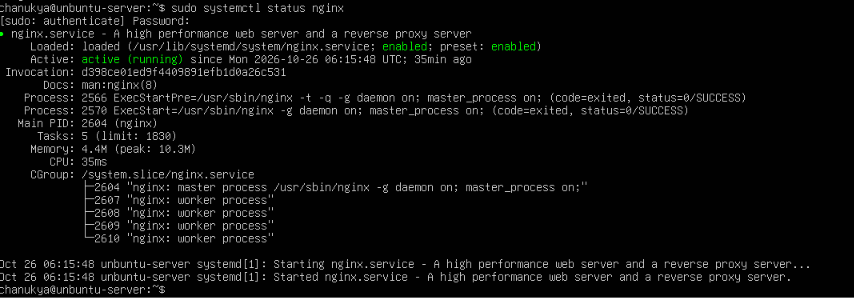 chanukya@unbuntu-server:~$ sudo systemctl status nginx
[sudo: authenticate] Password:
● nginx.service - A high performance web server and a reverse proxy server
Loaded: loaded (/usr/lib/systemd/system/nginx.service; enabled; preset: enabled)
Active: active (running) since Mon 2026-10-26 06:15:48 UTC; 35min ago
Invocation: d398ce01ed9f4409891efb1d0a26c531
Docs: man:nginx(8)
Process: 2566 ExecStartPre=/usr/sbin/nginx -t -q -g daemon on; master_process on; (code=exited, status=0/SUCCESS)
Process: 2570 ExecStart=/usr/sbin/nginx -g daemon on; master_process on; (code=exited, status=0/SUCCESS)
Main PID: 2604 (nginx)
Tasks: 5 (limit: 1830)
Memory: 4.4M (peak: 10.3M)
CPU: 35ms
CGroup: /system.slice/nginx.service
├─2604 "nginx: master process /usr/sbin/nginx -g daemon on; master_process on;"
├─2607 "nginx: worker process"
├─2608 "nginx: worker process"
├─2609 "nginx: worker process"
└─2610 "nginx: worker process"
Oct 26 06:15:48 unbuntu-server systemd[1]: Starting nginx.service - A high performance web server and a reverse proxy server...
Oct 26 06:15:48 unbuntu-server systemd[1]: Started nginx.service - A high performance web server and a reverse proxy server.
chanukya@unbuntu-server:~$